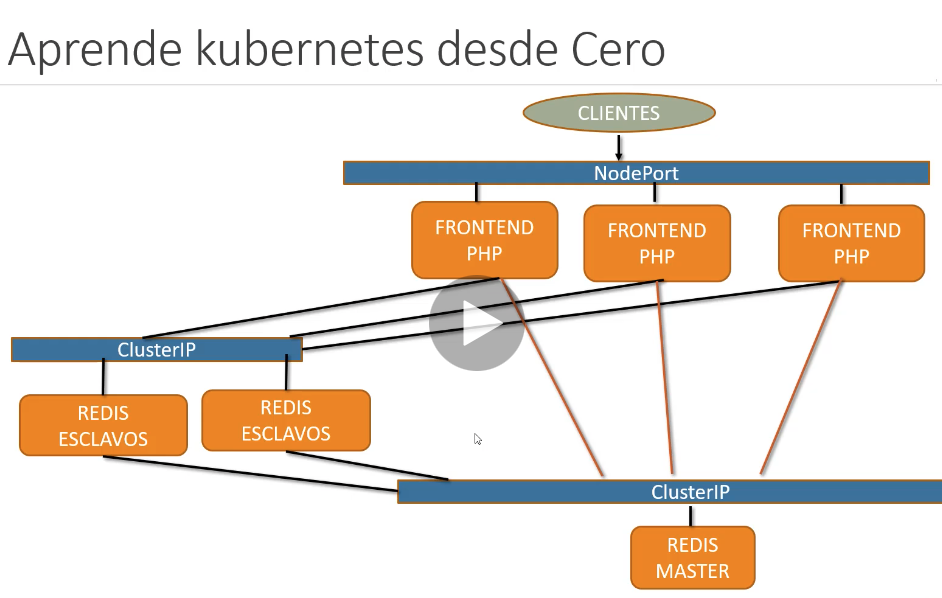 Aprende kubernetes desde Cero
CLIENTES
NodePort
FRONTEND
PHP
FRONTEND
PHP
FRONTEND
PHP
ClusterIP
REDIS
ESCLAVOS
REDIS
ESCLAVOS
ClusterIP
REDIS
MASTER